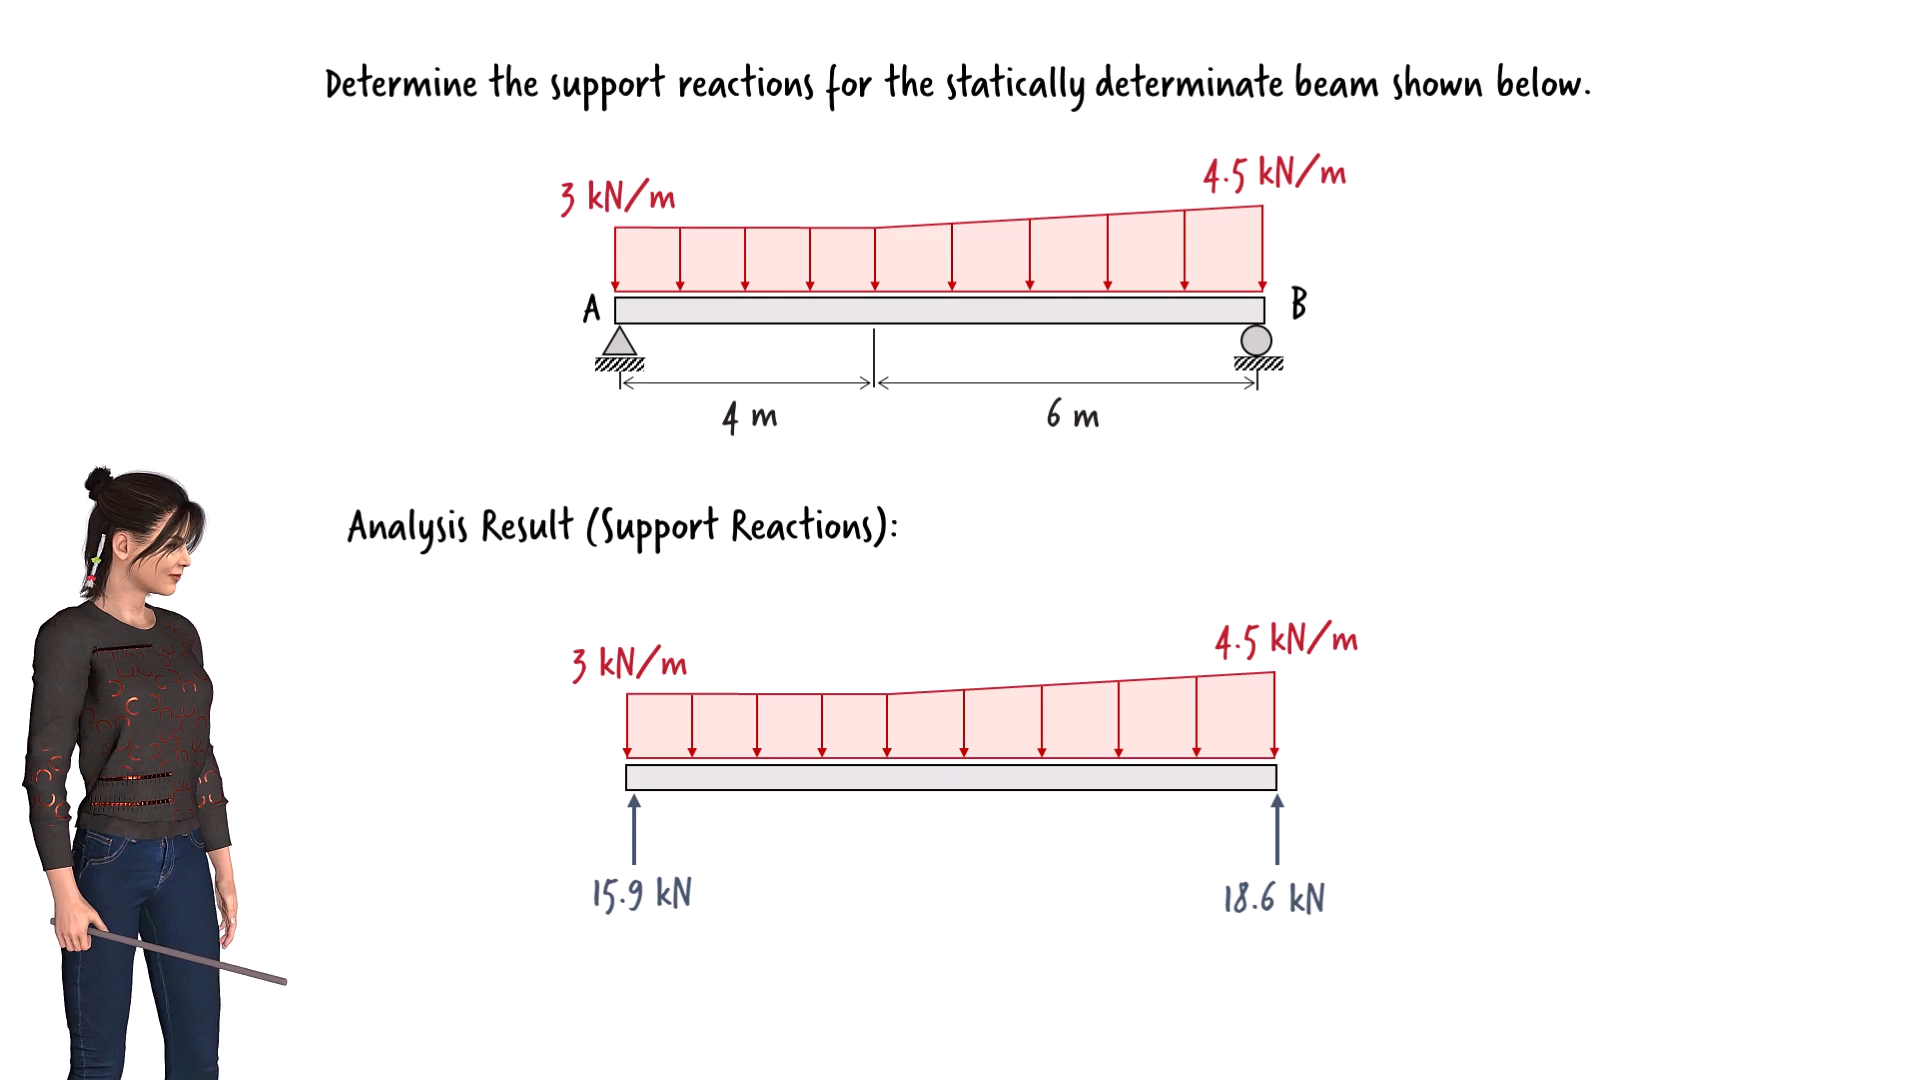 Determine the support reactions for the statically determinate beam shown below.
4.5 kN/m
3 kN/m
A
B
4 m
6 m
Analysis Result (Support Reactions):
4.5 kN/m
3 kN/m
15.9 kN
18.6 kN